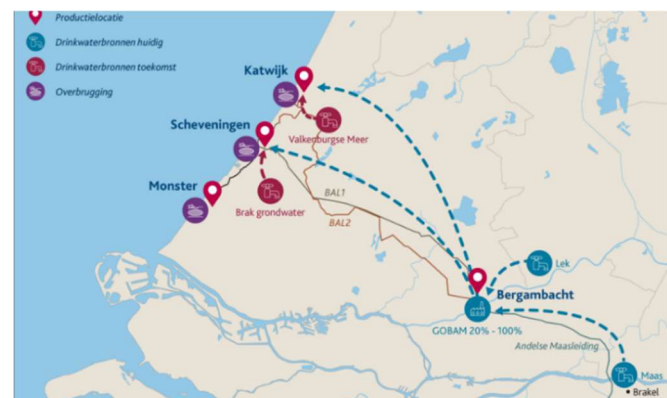 Productielocatie
Drinkwaterbronnen huidig
Drinkwaterbronnen toekomst
Overbrugging
Katwijk
Valkenburgse Meer
Scheveningen
Monster
Brak grondwater
BAL1
BAL2
Lek
Bergambacht
GOBAM 20% - 100%
Andelse Maasleiding
Maas
• Brakel